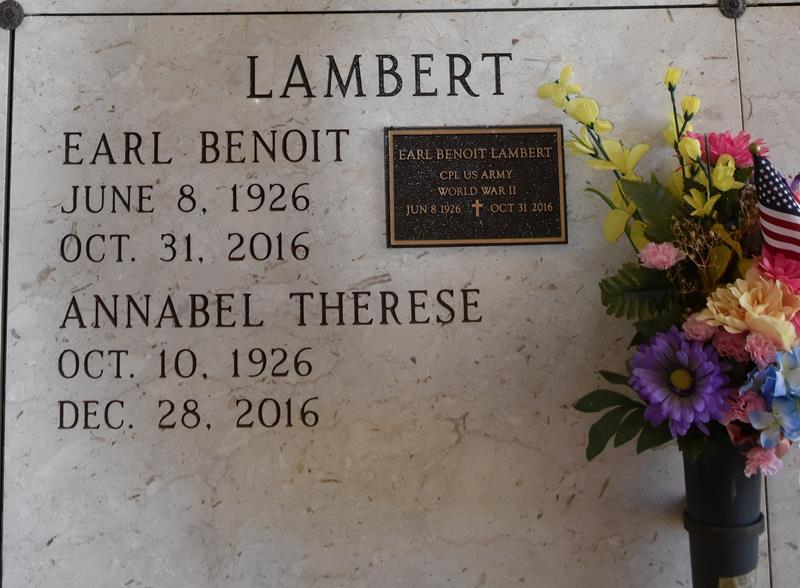 LAMBERT
EARL BENOIT
JUNE 8, 1926
OCT. 31, 2016
ANNABEL THERESE
OCT. 10, 1926
DEC. 28, 2016
EARL BENOIT LAMBERT
CPL US ARMY
WORLD WAR II
JUN 8 1926 ✝ OCT 31 2016